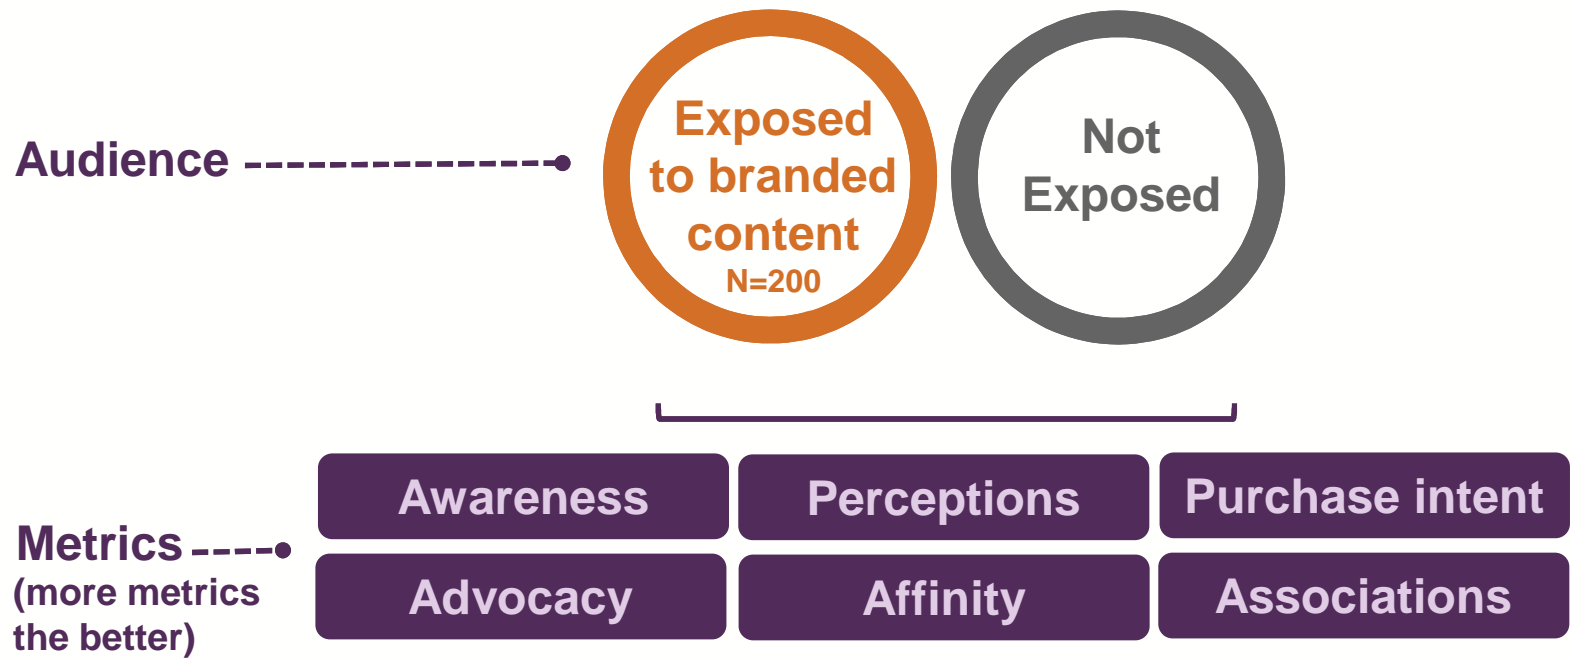 Audience
Exposed
to branded
content
N=200
Not
Exposed
Metrics
(more metrics
the better)
Awareness
Perceptions
Purchase intent
Advocacy
Affinity
Associations